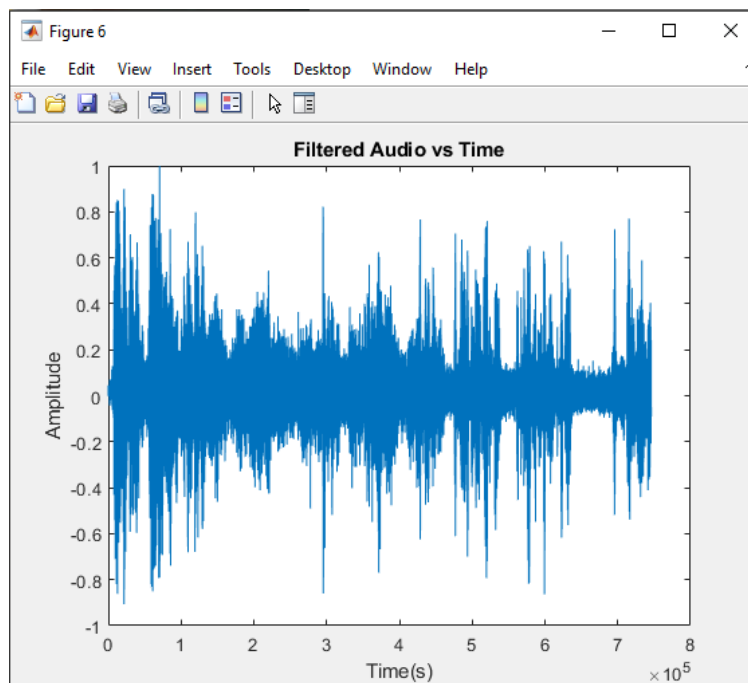 Figure 6
File Edit View Insert Tools Desktop Window Help
Filtered Audio vs Time
1
0.8
0.6
0.4
0.2
0
-0.2
-0.4
-0.6
-0.8
-1
Amplitude
0 1 2 3 4 5 6 7 8
Time(s)
×10⁵